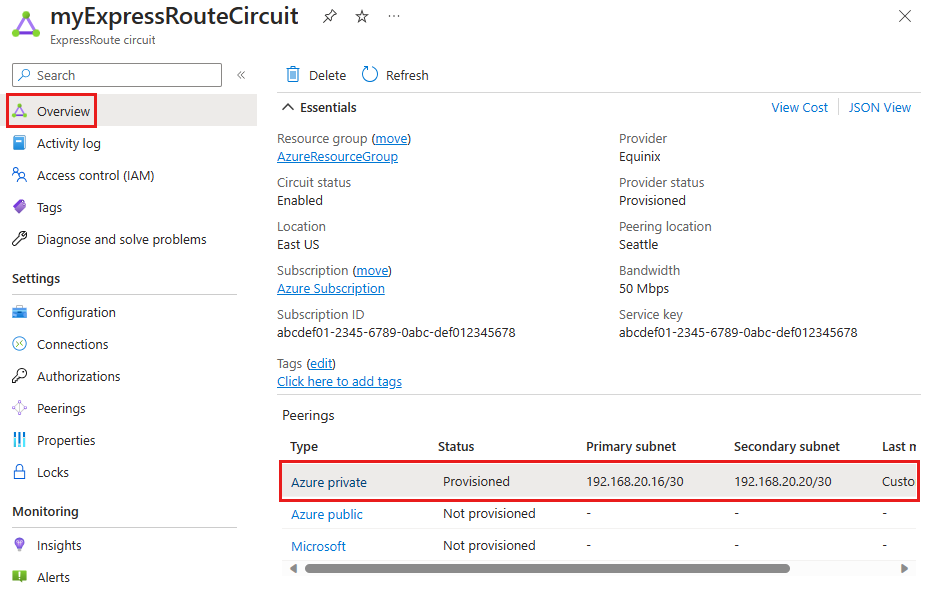 myExpressRouteCircuit
ExpressRoute circuit
Search
Overview
Activity log
Access control (IAM)
Tags
Diagnose and solve problems
Settings
Configuration
Connections
Authorizations
Peerings
Properties
Locks
Monitoring
Insights
Alerts
Delete Refresh
Essentials
View Cost JSON View
Resource group (move)
AzureResourceGroup
Circuit status
Enabled
Location
East US
Subscription (move)
Azure Subscription
Subscription ID
abcdef01-2345-6789-0abc-def012345678
Tags (edit)
Click here to add tags
Provider
Equinix
Provider status
Provisioned
Peering location
Seattle
Bandwidth
50 Mbps
Service key
abcdef01-2345-6789-0abc-def012345678
Peerings
Type Status Primary subnet Secondary subnet Last m
Azure private Provisioned 192.168.20.16/30 192.168.20.20/30 Custo
Azure public Not provisioned - - -
Microsoft Not provisioned - - -